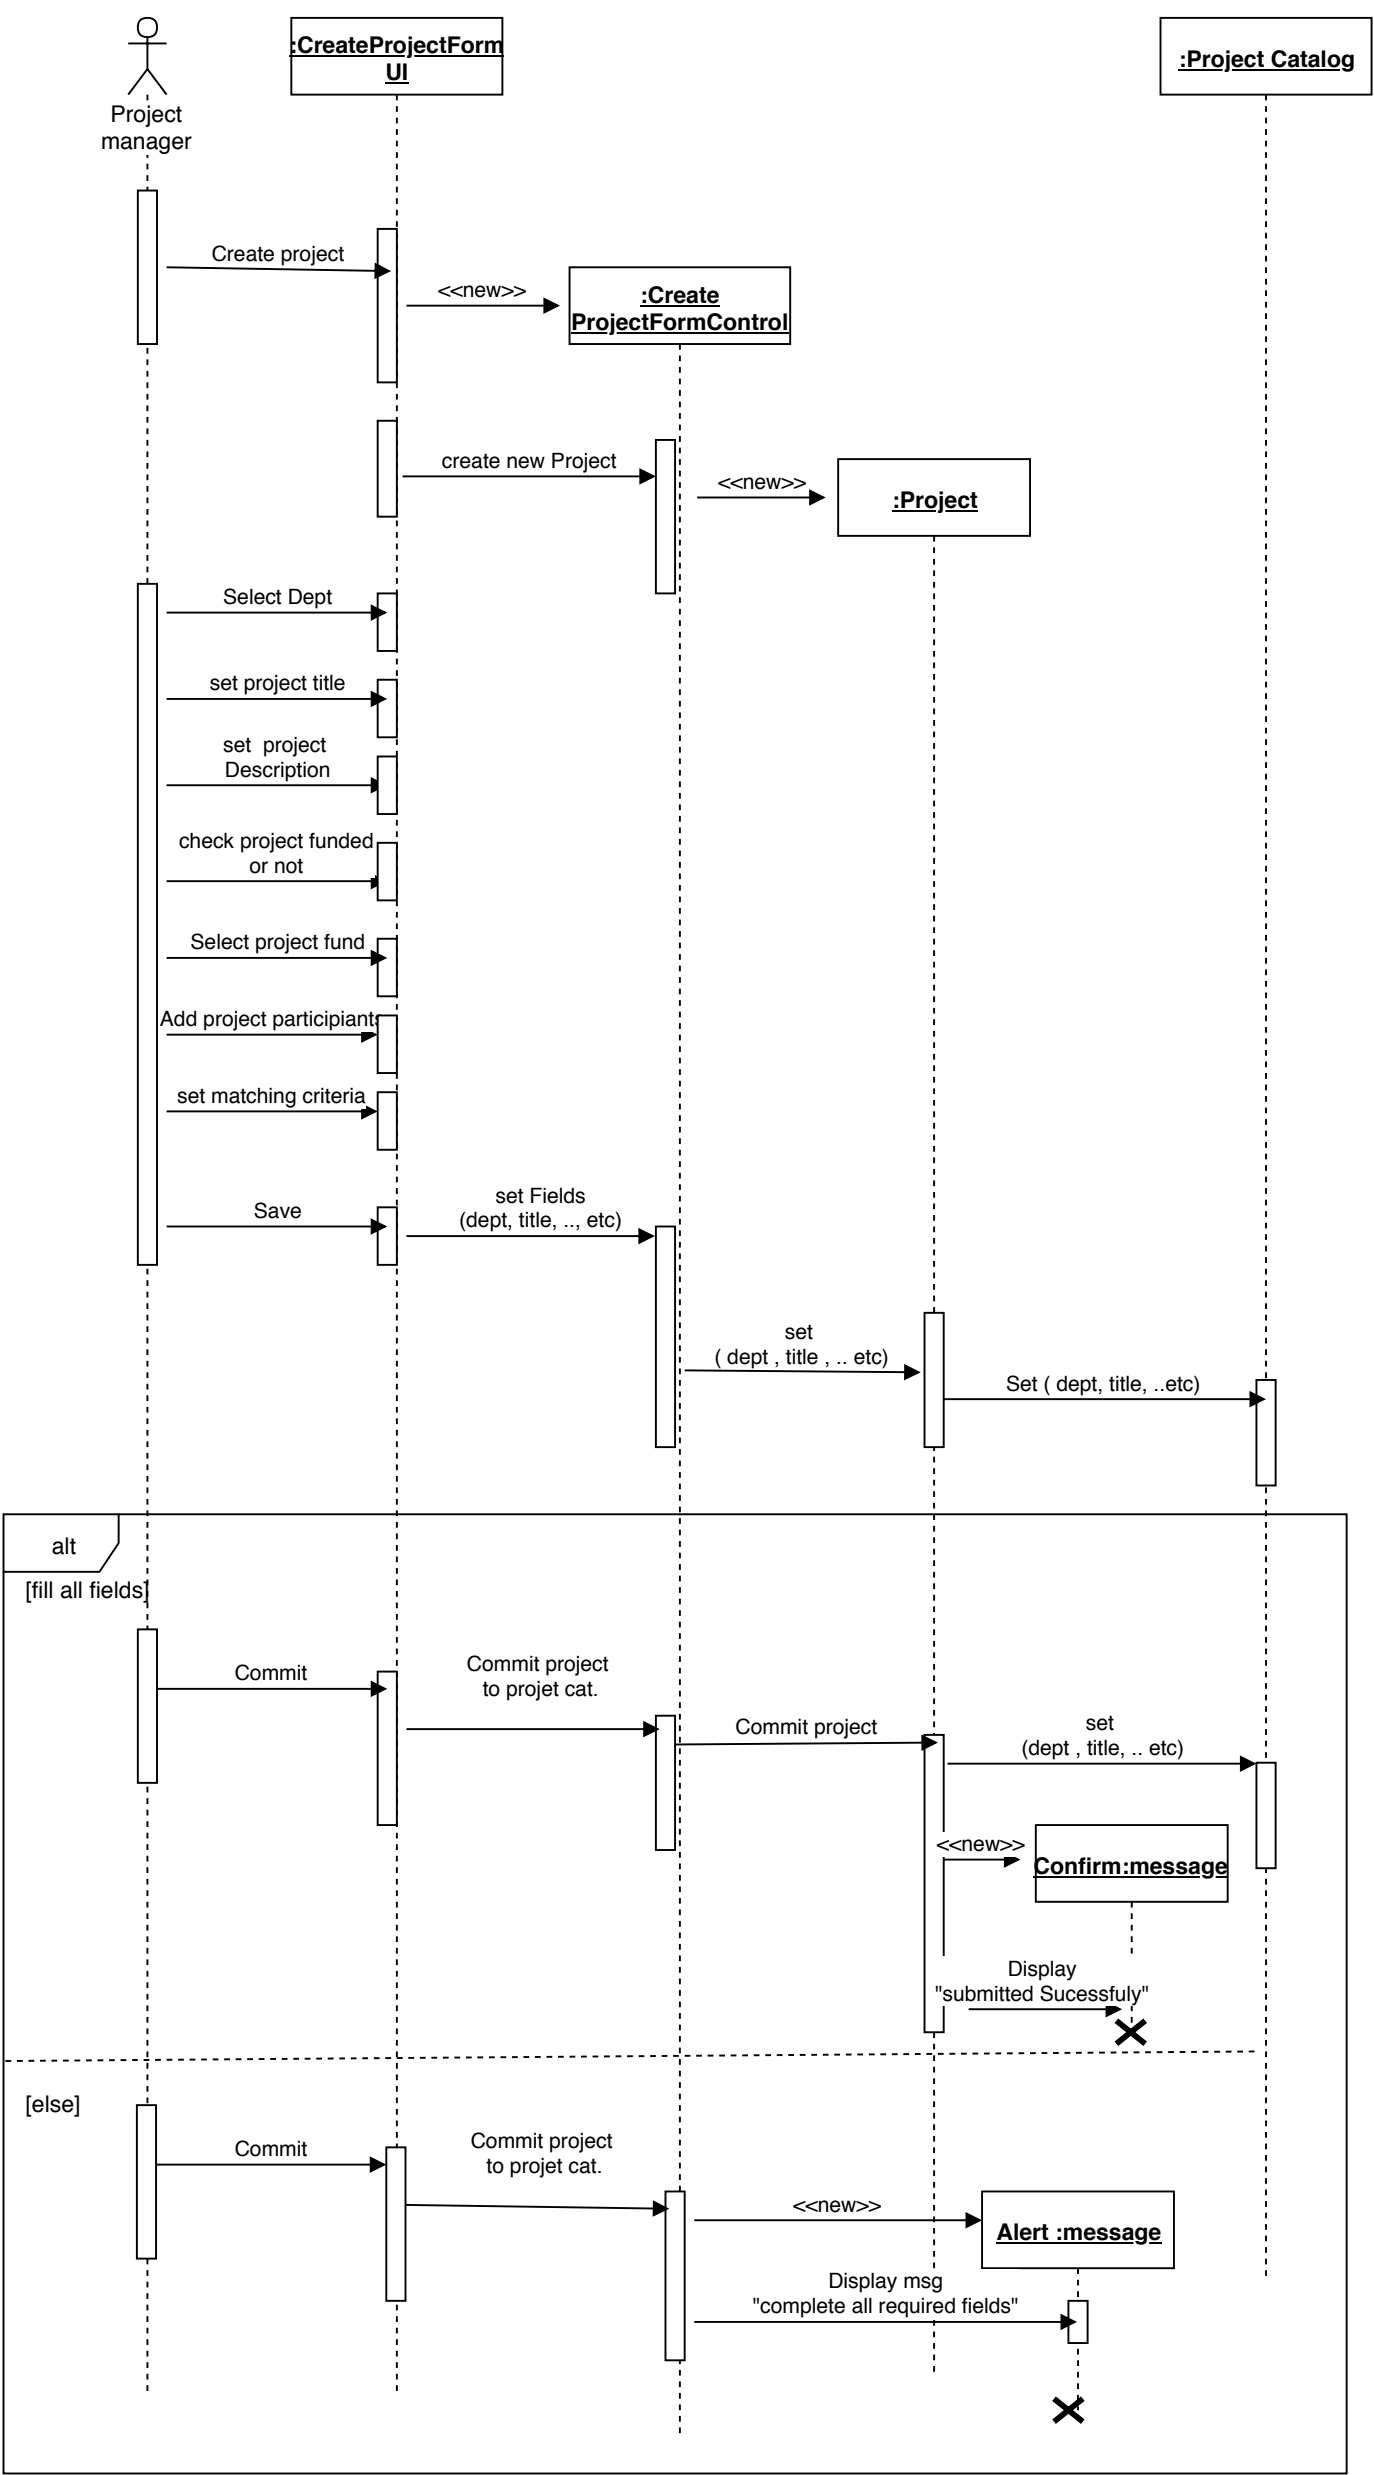 :CreateProjectForm
UI
:Project Catalog
Project
manager
Create project
<<new>>
:Create
ProjectFormControl
create new Project
<<new>>
:Project
Select Dept
set project title
set  project
Description
check project funded
or not
Select project fund
Add project participiants
set matching criteria
Save
set Fields
(dept, title, .., etc)
set
( dept , title , .. etc)
Set ( dept, title, ..etc)
alt
[fill all fields]
Commit
Commit project
to projet cat.
Commit project
set
(dept , title, .. etc)
<<new>>
Confirm:message
Display
"submitted Sucessfuly"
[else]
Commit
Commit project
to projet cat.
<<new>>
Alert :message
Display msg
"complete all required fields"